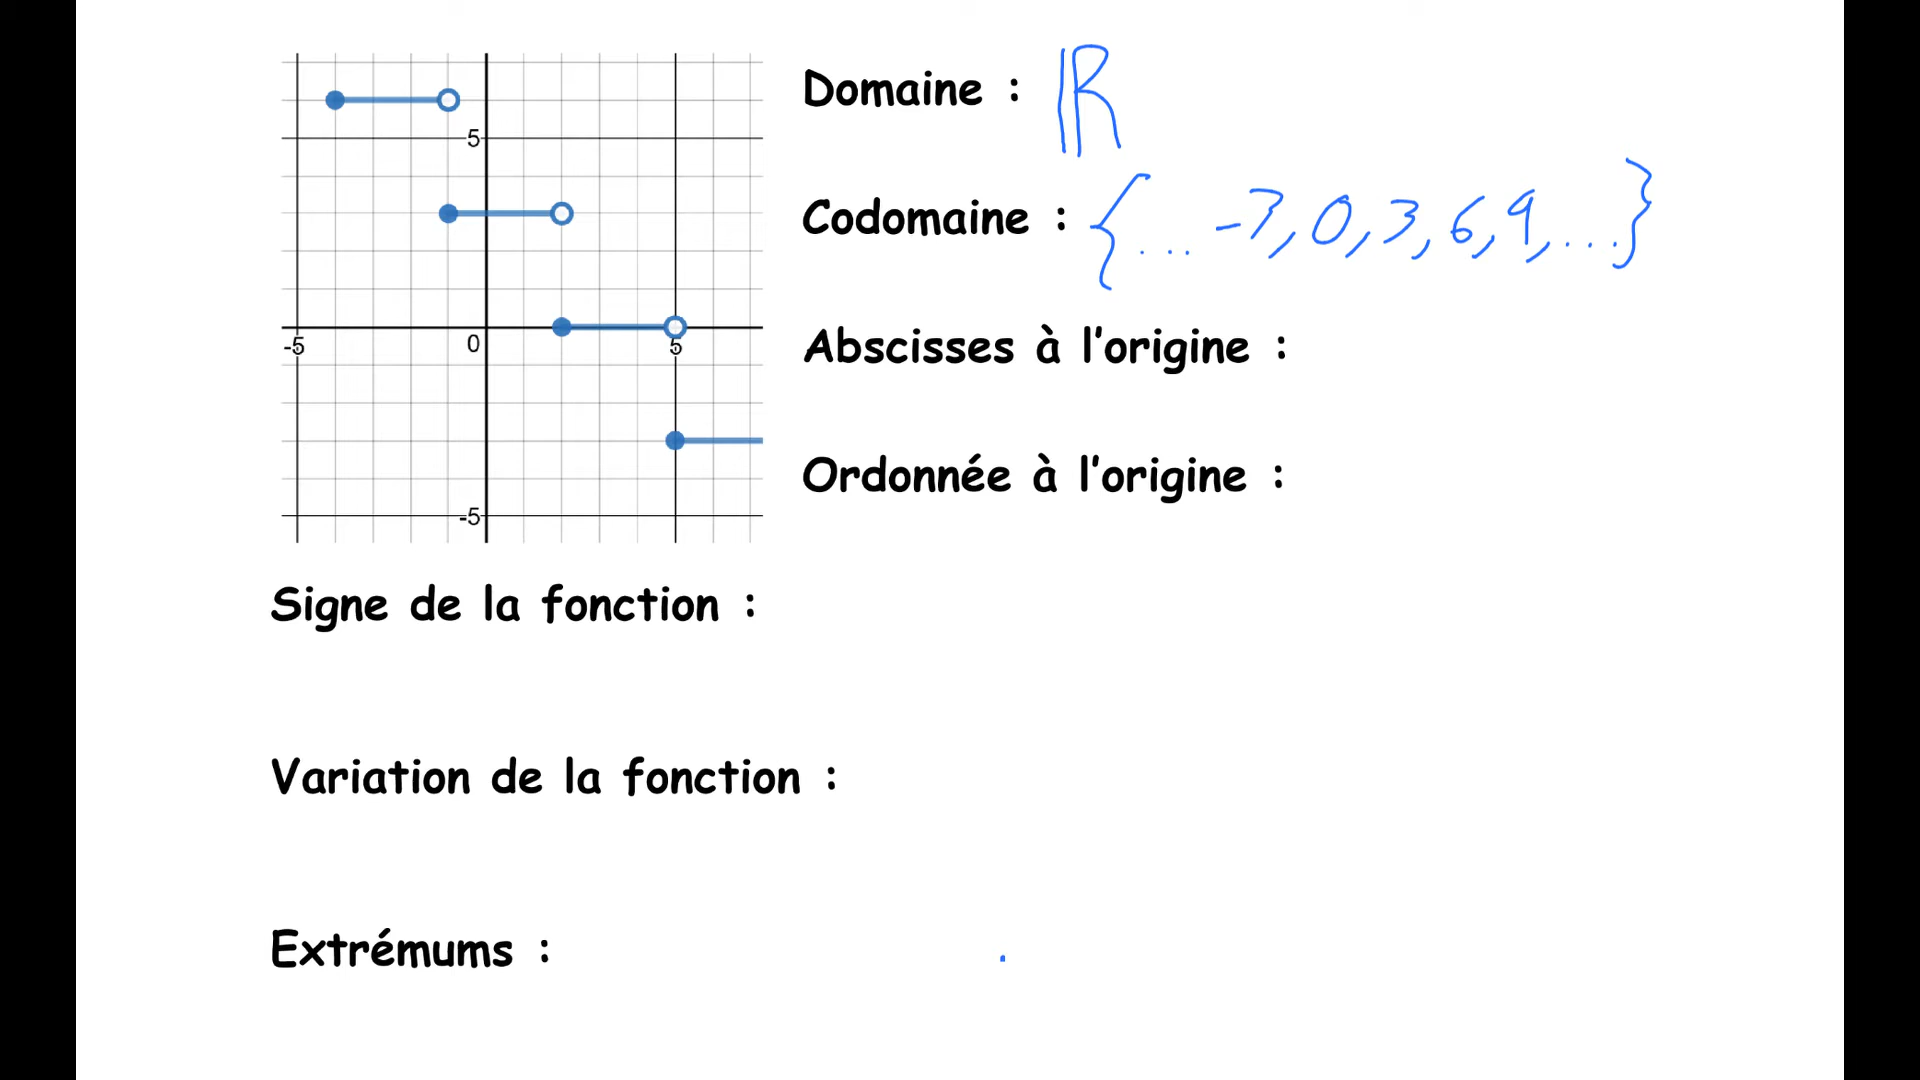 5
-5
0
5
-5
Domaine : ℝ
Codomaine : {... -3, 0, 3, 6, 9, ...}
Abscisses à l'origine :
Ordonnée à l'origine :
Signe de la fonction :
Variation de la fonction :
Extrémums :